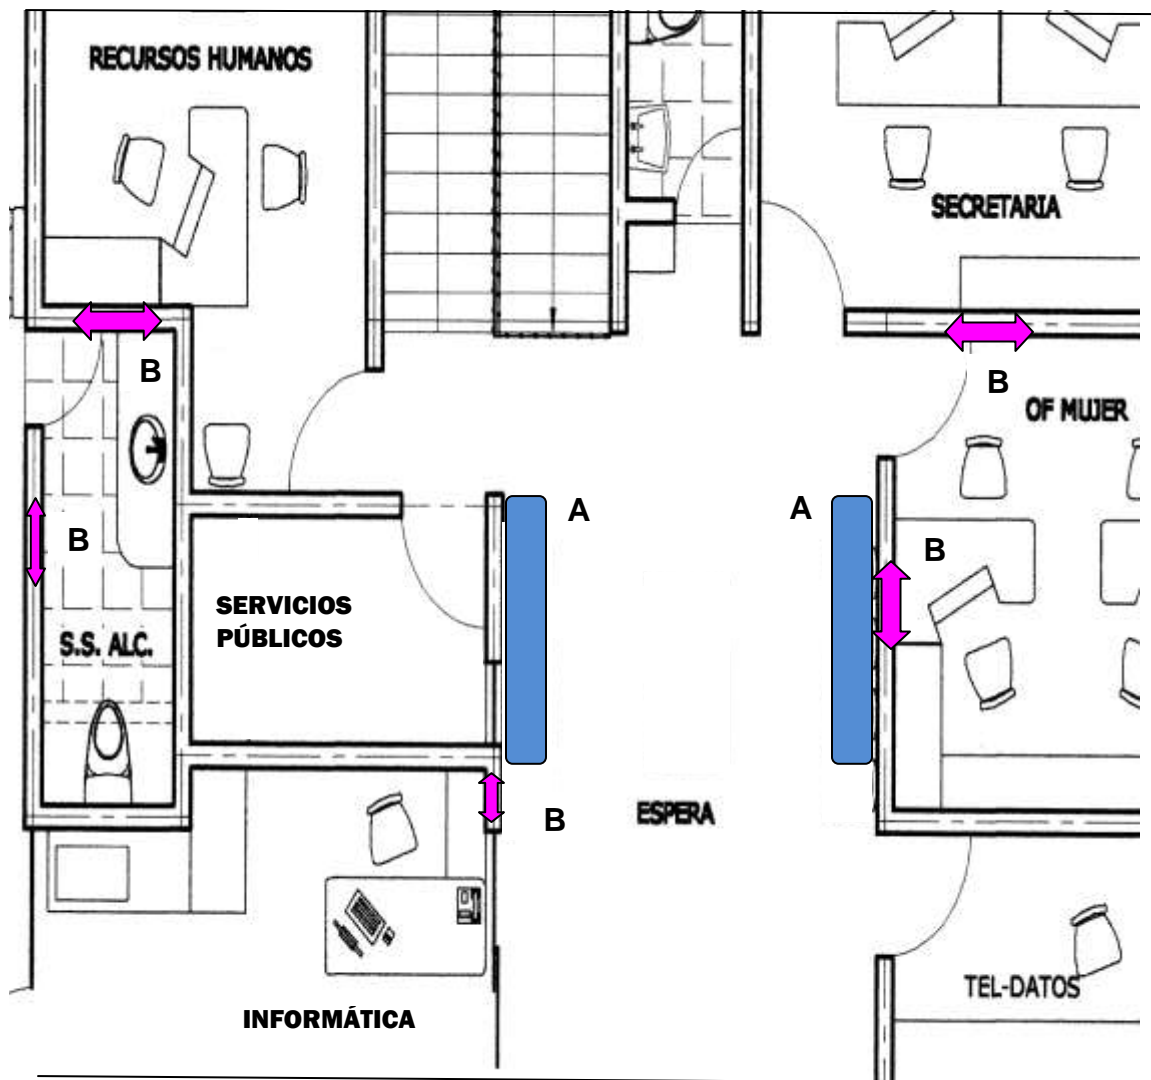 RECURSOS HUMANOS
SECRETARIA
B
B
OF MUJER
A
A
B
B
SERVICIOS
PÚBLICOS
S.S. ALC.
B
ESPERA
TEL-DATOS
INFORMÁTICA